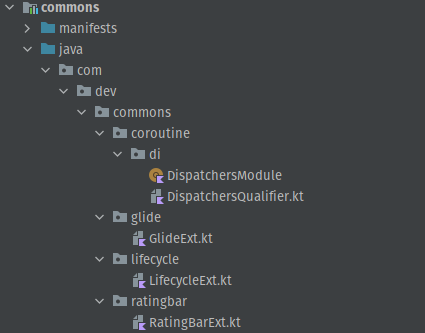 commons
manifests
java
com
dev
commons
coroutine
di
DispatchersModule
DispatchersQualifier.kt
glide
GlideExt.kt
lifecycle
LifecycleExt.kt
ratingbar
RatingBarExt.kt